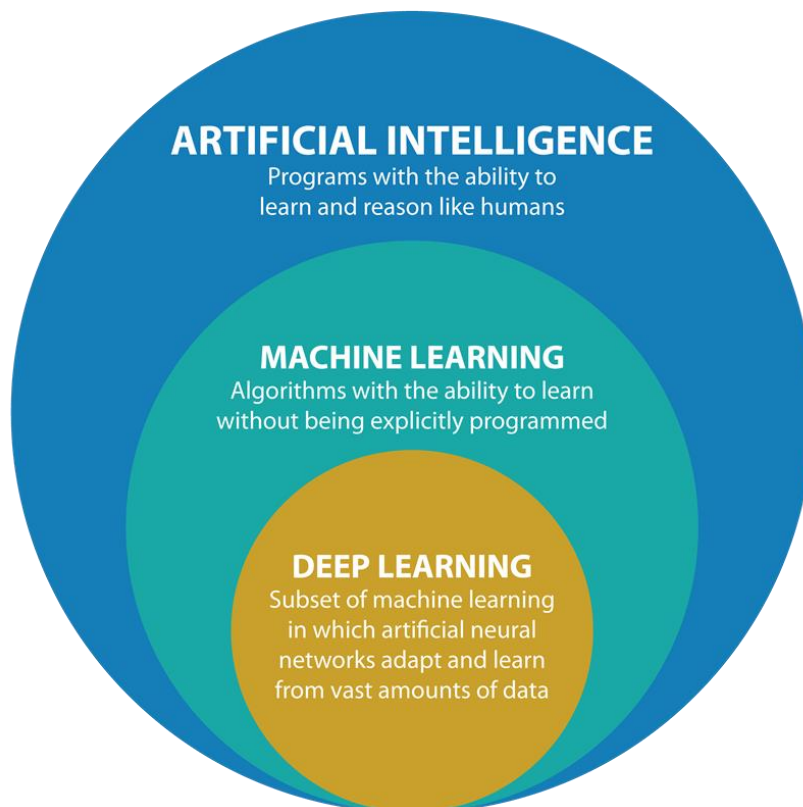 ARTIFICIAL INTELLIGENCE
Programs with the ability to
learn and reason like humans
MACHINE LEARNING
Algorithms with the ability to learn
without being explicitly programmed
DEEP LEARNING
Subset of machine learning
in which artificial neural
networks adapt and learn
from vast amounts of data